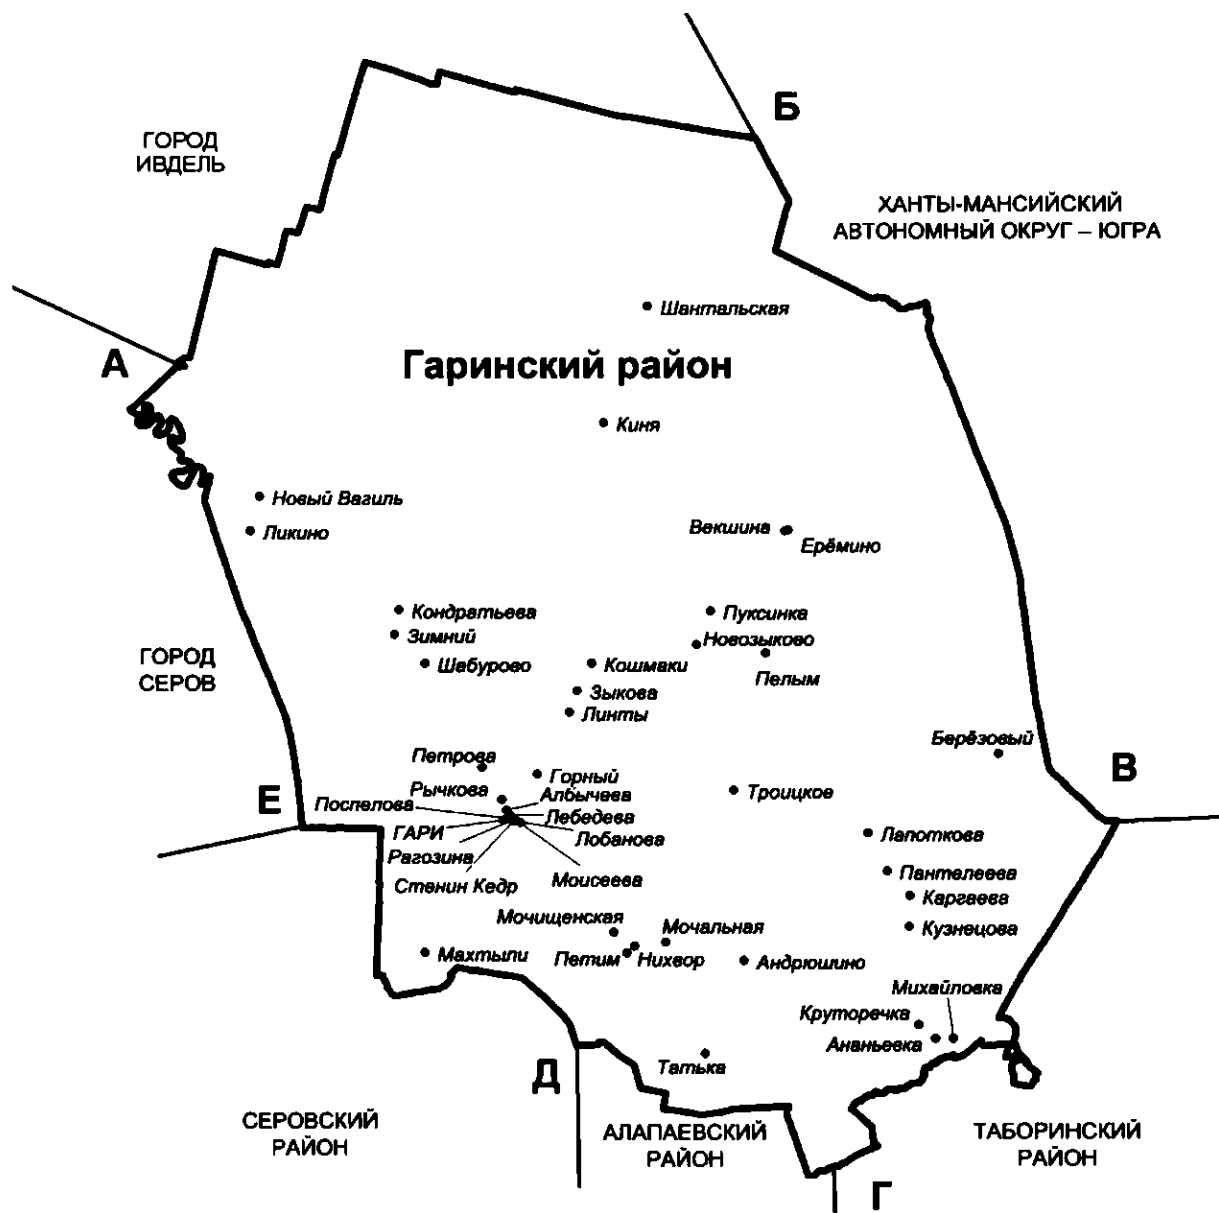 Б
ГОРОД
ИВДЕЛЬ
ХАНТЫ-МАНСИЙСКИЙ
АВТОНОМНЫЙ ОКРУГ – ЮГРА
Шантальская
А
Гаринский район
Киня
Новый Вагиль
Ликино
Векшина
Ерёмино
Кондратьева
Зимний
Шабурово
Пуксинка
Новозыково
Пелым
Кошмаки
Зыкова
Линты
ГОРОД
СЕРОВ
Берёзовый
В
Петрова
Горный
Рычкова
Албычева
Поспелова
Лебедева
ГАРИ
Лобанова
Рагозина
Стенин Кедр
Моисеева
Троицкое
Е
Лапоткова
Пантелеева
Каргаева
Кузнецова
Мочищенская
Мочальная
Махтыли
Петим
Нихвор
Андрюшино
Михайловка
Круторечка
Ананьевка
Татька
Д
СЕРОВСКИЙ
РАЙОН
АЛАПАЕВСКИЙ
РАЙОН
ТАБОРИНСКИЙ
РАЙОН
Г